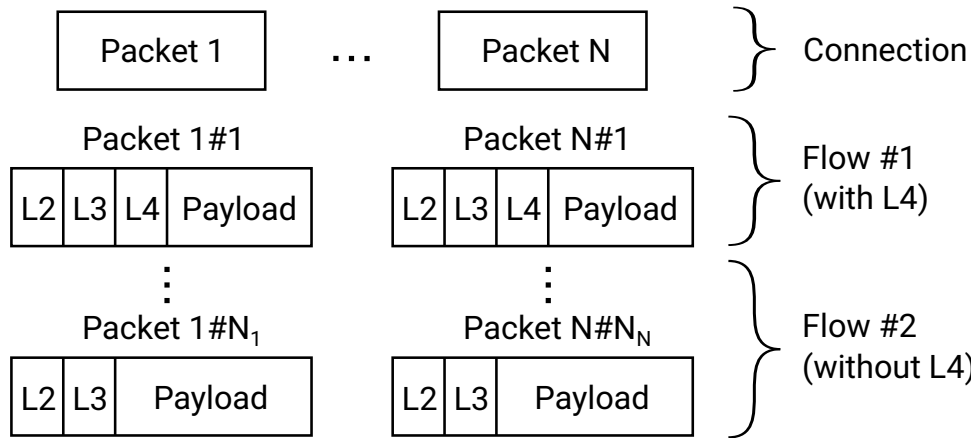 Packet 1 ... Packet N Connection
Packet 1#1 Packet N#1
Flow #1
(with L4)
L2 L3 L4 Payload L2 L3 L4 Payload
Packet 1#N₁ Packet N#N_N
Flow #2
(without L4)
L2 L3 Payload L2 L3 Payload